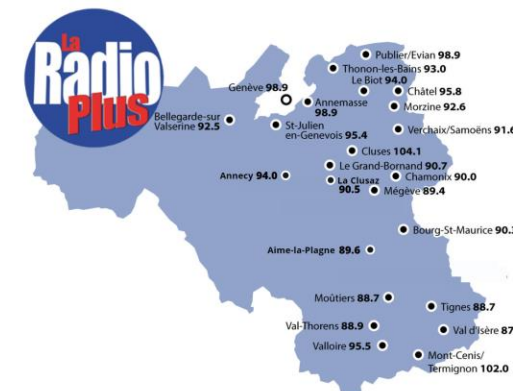 La
Radio
Plus
Publier/Evian 98.9
Thonon-les-Bains 93.0
Le Biot 94.0
Genève 98.9
Châtel 95.8
Annemasse
98.9
Morzine 92.6
Bellegarde-sur
Valserine 92.5
St-Julien
en-Genevois 95.4
Verchaix/Samoëns 91.6
Cluses 104.1
Le Grand-Bornand 90.7
Annecy 94.0
La Clusaz
90.5
Chamonix 90.0
Mégève 89.4
Bourg-St-Maurice 90.
Aime-la-Plagne 89.6
Moûtiers 88.7
Tignes 88.7
Val-Thorens 88.9
Val d'Isère 87
Valloire 95.5
Mont-Cenis/
Termignon 102.0